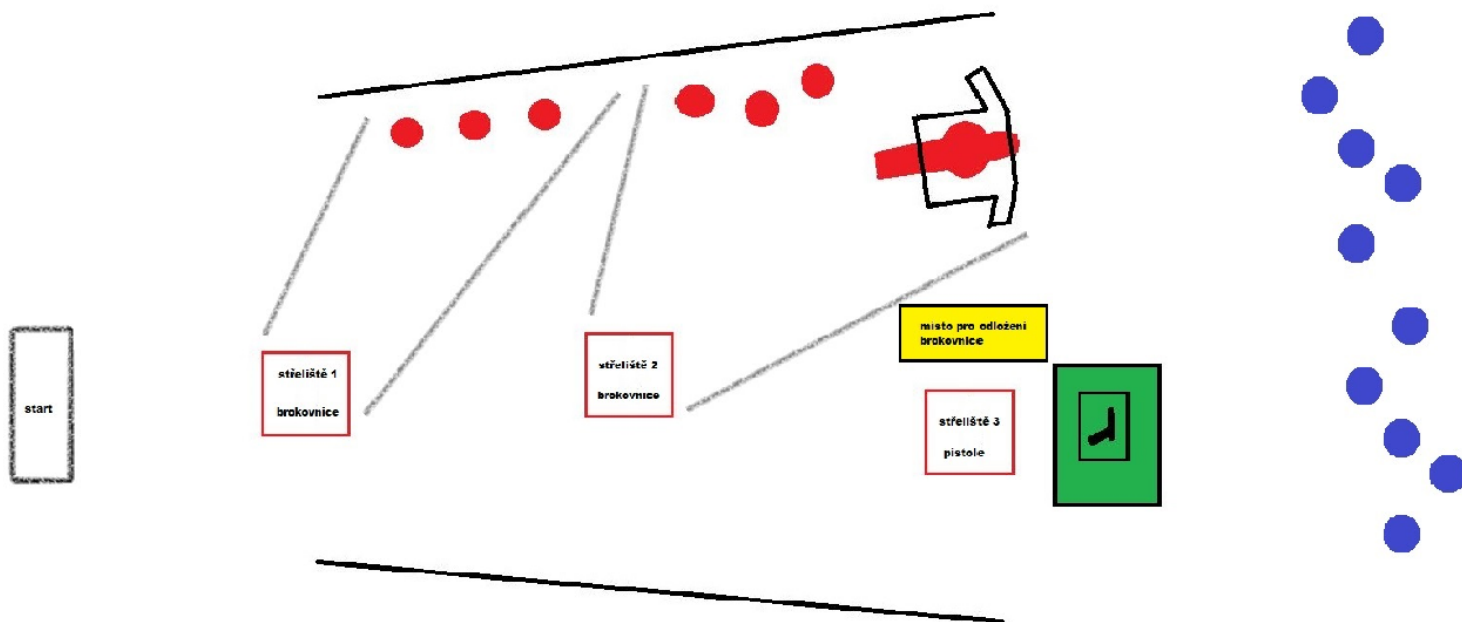 start
střeliště 1
brokovnice
střeliště 2
brokovnice
místo pro odložení
brokovnice
střeliště 3
pistole